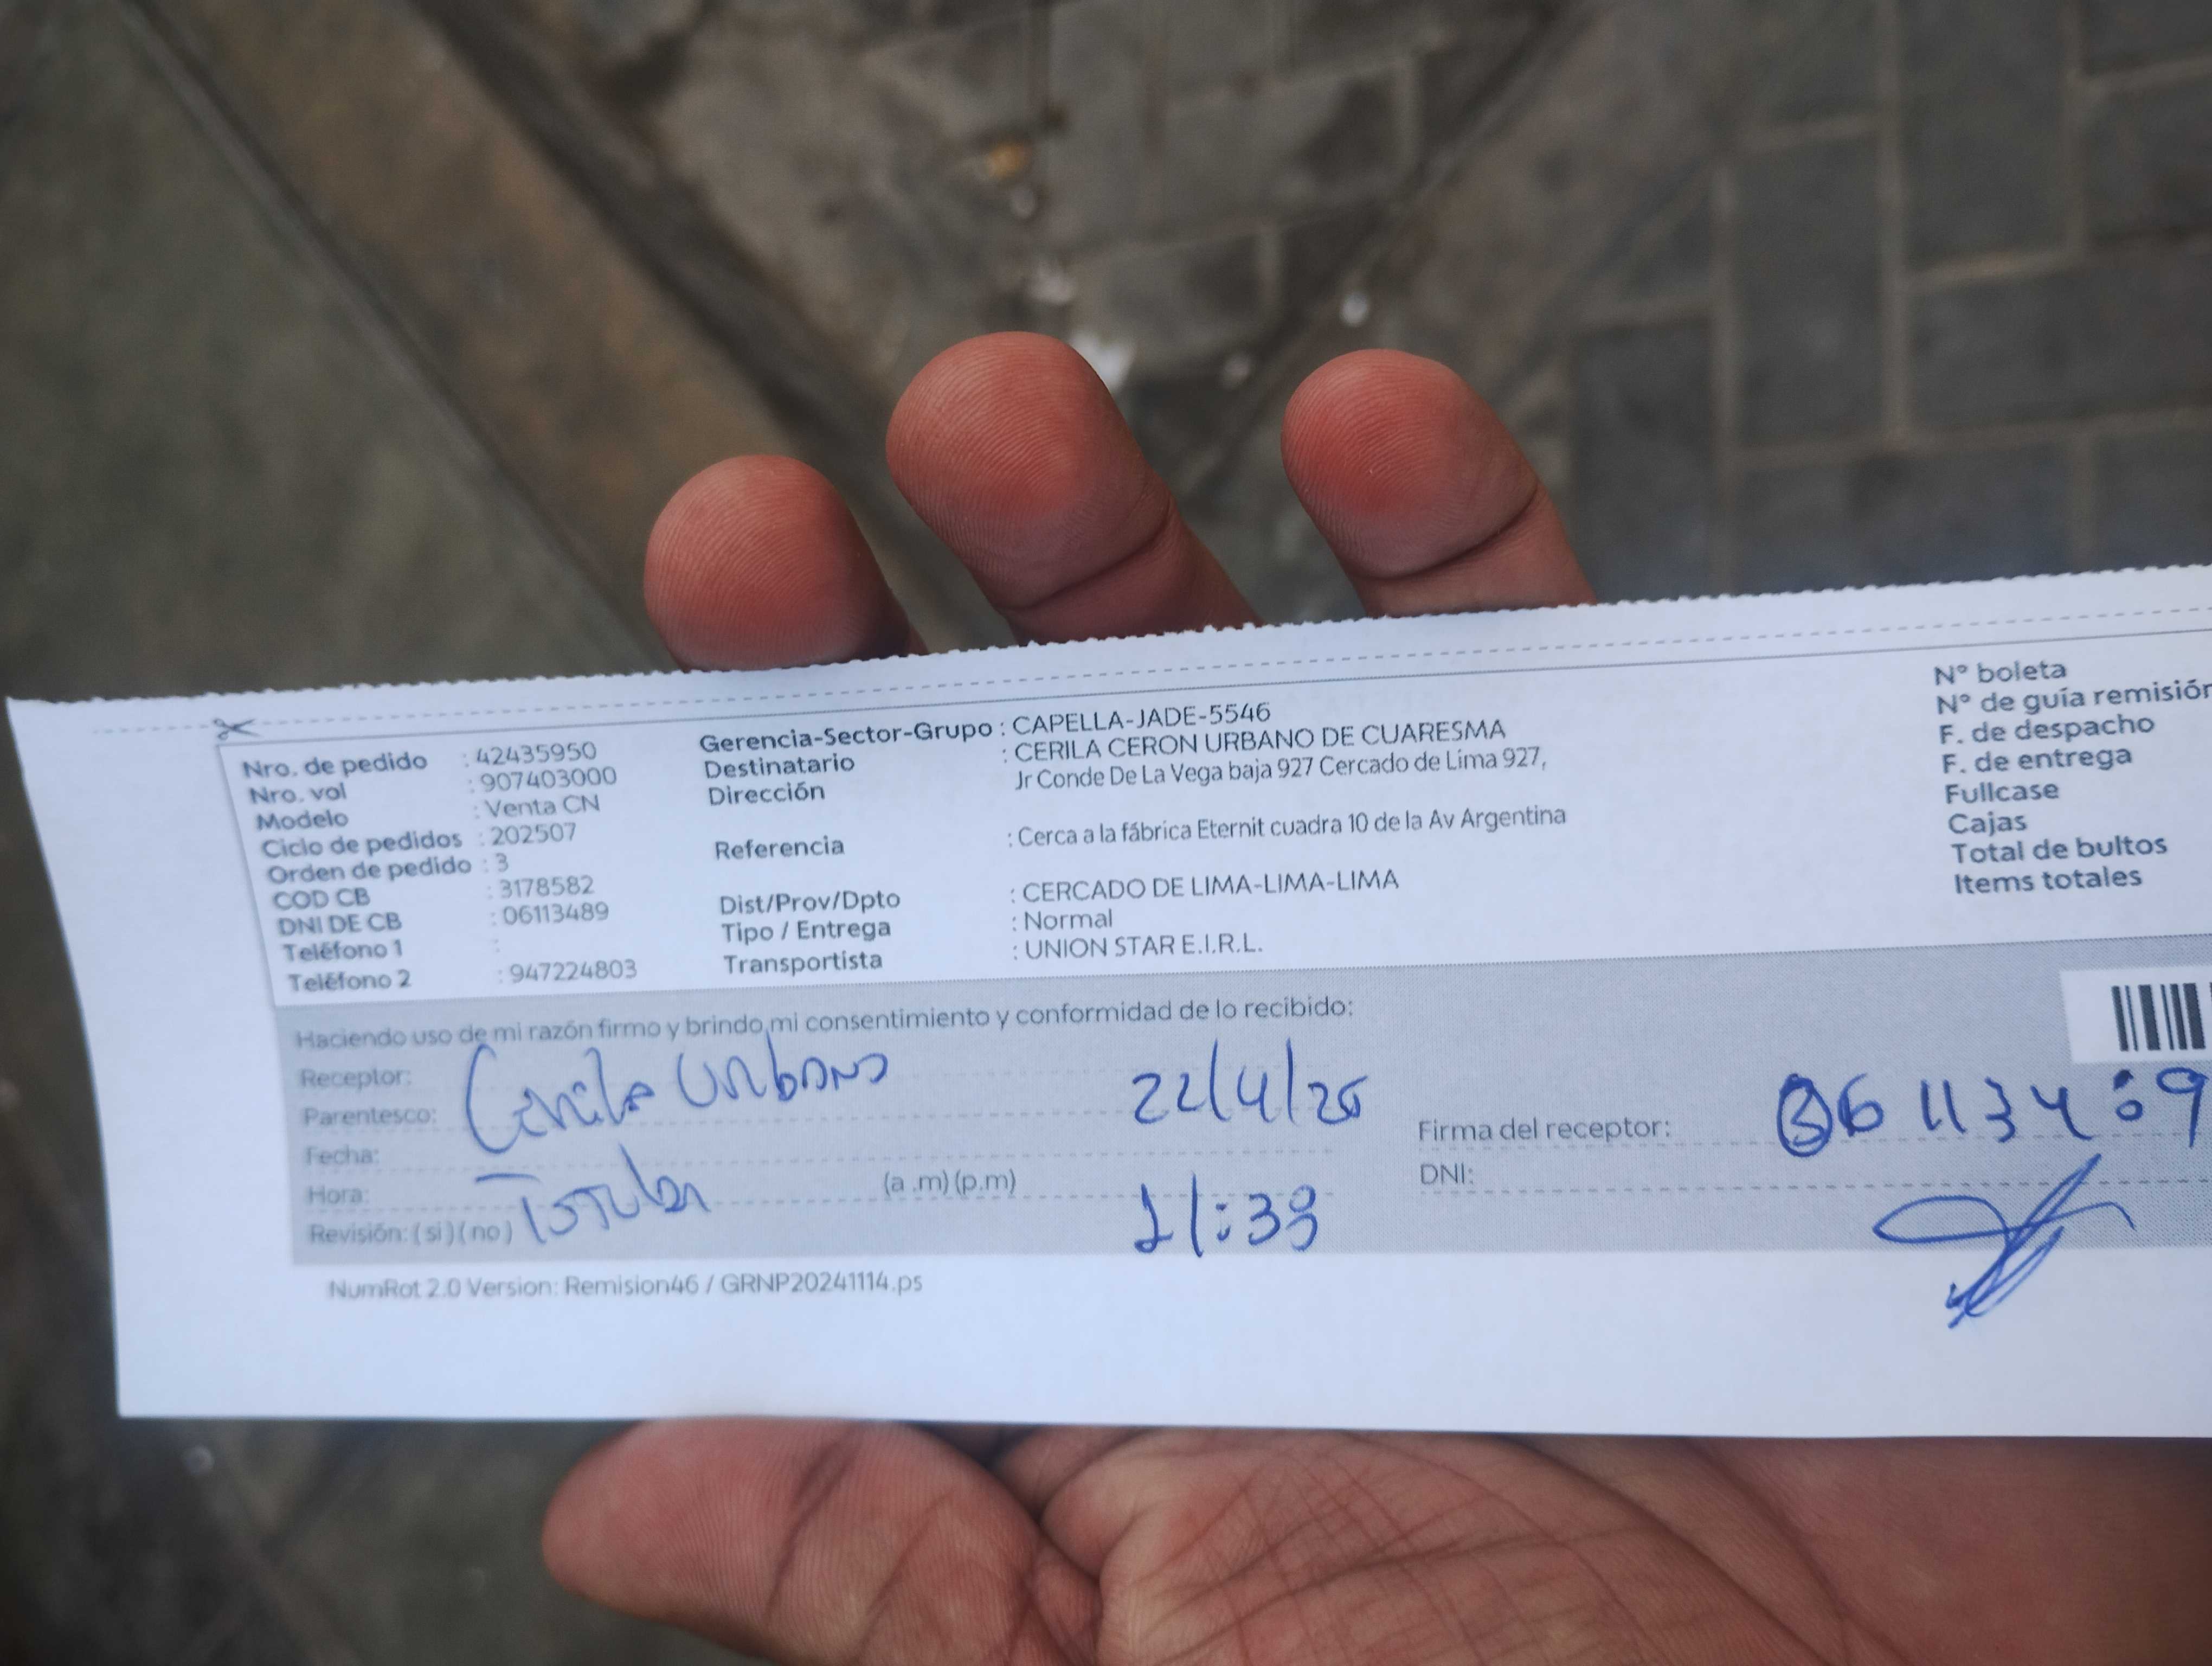 Nro. de pedido : 42435950
Nro. vol : 907403000
Modelo : Venta CN
Ciclo de pedidos : 202507
Orden de pedido : 3
COD CB : 3178582
DNI DE CB : 06113489
Teléfono 1 :
Teléfono 2 : 947224803
Gerencia-Sector-Grupo : CAPELLA-JADE-5546
Destinatario : CERILA CERON URBANO DE CUARESMA
Dirección Jr Conde De La Vega baja 927 Cercado de Lima 927,
Referencia : Cerca a la fábrica Eternit cuadra 10 de la Av Argentina
Dist/Prov/Dpto : CERCADO DE LIMA-LIMA-LIMA
Tipo / Entrega : Normal
Transportista : UNION STAR E.I.R.L.
N° boleta
N° de guía remisión
F. de despacho
F. de entrega
Fullcase
Cajas
Total de bultos
Items totales
Haciendo uso de mi razón firmo y brindo mi consentimiento y conformidad de lo recibido:
Receptor: Cerila Urbano
Parentesco:
Fecha: 22/4/25
Hora: (a .m) (p.m)
Revisión: ( si ) ( no ) Titular 11:39
Firma del receptor: 06113489
DNI:
NumRot 2.0 Version: Remision46 / GRNP20241114.ps